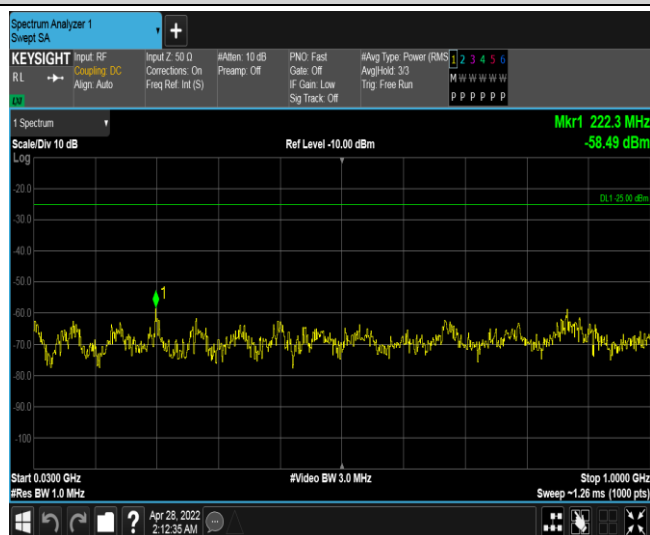 Spectrum Analyzer 1
Swept SA
+
KEYSIGHT
RL
Input: RF
Coupling: DC
Align: Auto
Input Z: 50 Ω
Corrections: On
Freq Ref: Int (S)
#Atten: 10 dB
Preamp: Off
PNO: Fast
Gate: Off
IF Gain: Low
Sig Track: Off
#Avg Type: Power (RMS
Avg|Hold: 3/3
Trig: Free Run
1 2 3 4 5 6
M W W W W W
P P P P P P
1 Spectrum
Mkr1 222.3 MHz
Scale/Div 10 dB
Ref Level -10.00 dBm
-58.49 dBm
Log
-20.0
DL1 -25.00 dBm
-30.0
-40.0
-50.0
1
-60.0
-70.0
-80.0
-90.0
-100
Start 0.0300 GHz
#Video BW 3.0 MHz
Stop 1.0000 GHz
#Res BW 1.0 MHz
Sweep ~1.26 ms (1000 pts)
?
Apr 28, 2022
2:12:35 AM